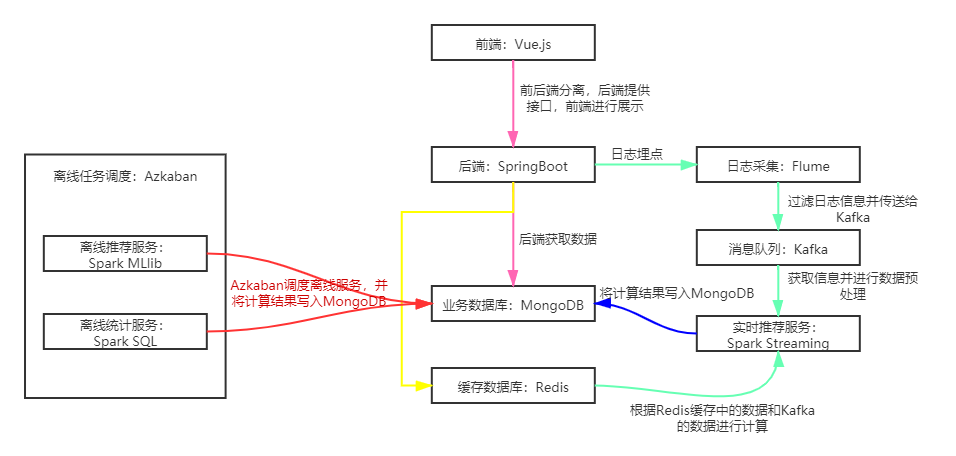 前端：Vue.js
前后端分离，后端提供
接口，前端进行展示
后端：SpringBoot
日志埋点
日志采集：Flume
过滤日志信息并传送给
Kafka
消息队列：Kafka
获取信息并进行数据预
处理
实时推荐服务：
Spark Streaming
将计算结果写入MongoDB
后端获取数据
业务数据库：MongoDB
缓存数据库：Redis
根据Redis缓存中的数据和Kafka
的数据进行计算
离线任务调度：Azkaban
离线推荐服务：
Spark MLlib
离线统计服务：
Spark SQL
Azkaban调度离线服务，并
将计算结果写入MongoDB